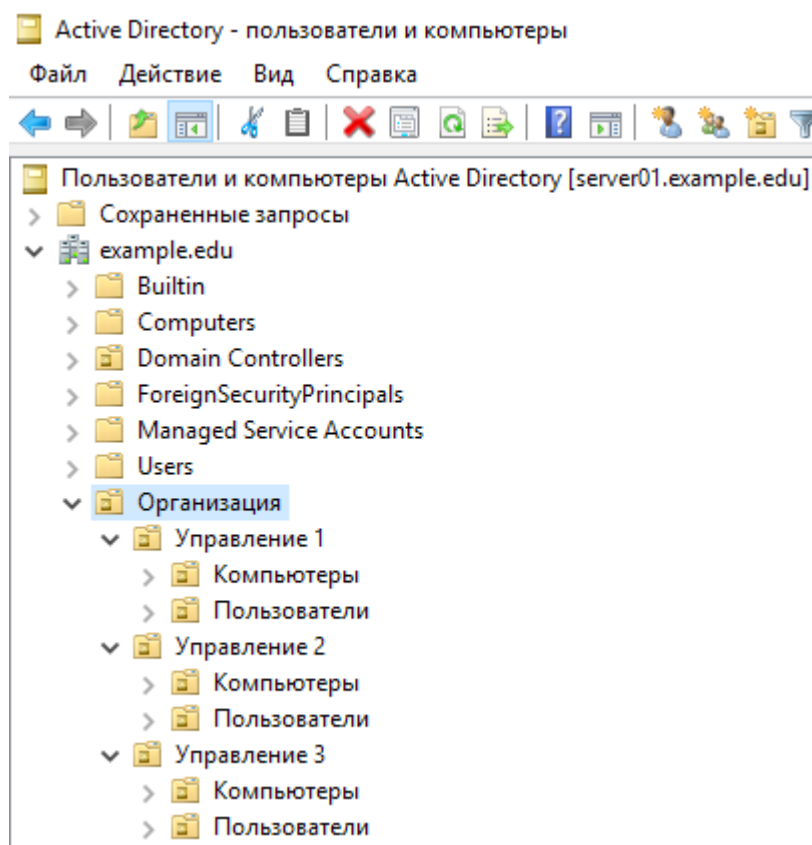 Active Directory - пользователи и компьютеры
Файл Действие Вид Справка
Пользователи и компьютеры Active Directory [server01.example.edu]
Сохраненные запросы
example.edu
Builtin
Computers
Domain Controllers
ForeignSecurityPrincipals
Managed Service Accounts
Users
Организация
Управление 1
Компьютеры
Пользователи
Управление 2
Компьютеры
Пользователи
Управление 3
Компьютеры
Пользователи